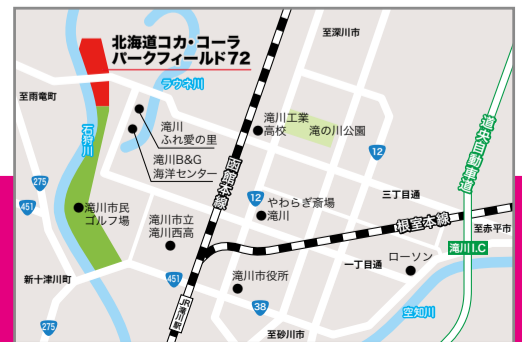 至深川市
北海道コカ・コーラ
パークフィールド72
ラウネ川
至雨竜町
石狩川
滝川
ふれ愛の里
滝川B&G
海洋センター
滝川工業
高校
滝の川公園
函館本線
道央自動車道
12
275
451
滝川市民
ゴルフ場
滝川市立
滝川西高
12
やわらぎ斎場
滝川
三丁目通
根室本線
至赤平市
滝川I.C
新十津川町
451
滝川市役所
一丁目通
ローソン
38
JR滝川駅
空知川
275
至砂川市